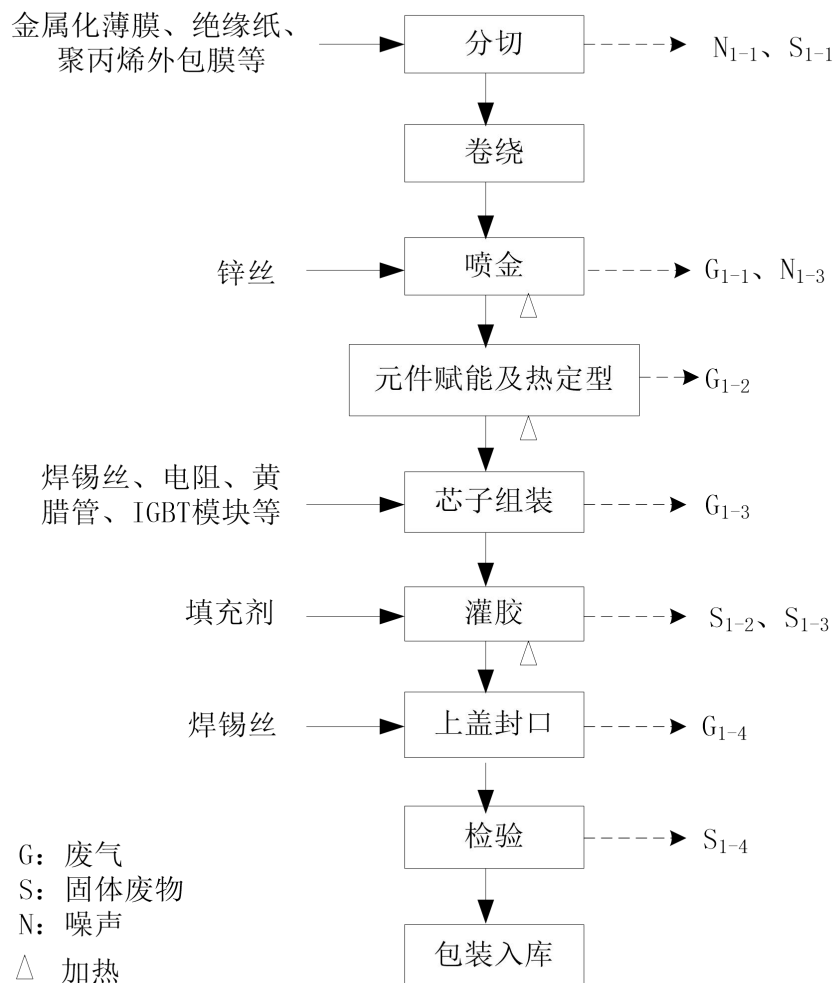 金属化薄膜、绝缘纸、
聚丙烯外包膜等
分切
N1-1、S1-1
卷绕
锌丝
喷金
G1-1、N1-3
元件赋能及热定型
G1-2
焊锡丝、电阻、黄
腊管、IGBT模块等
芯子组装
G1-3
填充剂
灌胶
S1-2、S1-3
焊锡丝
上盖封口
G1-4
检验
S1-4
包装入库
G: 废气
S: 固体废物
N: 噪声
△ 加热